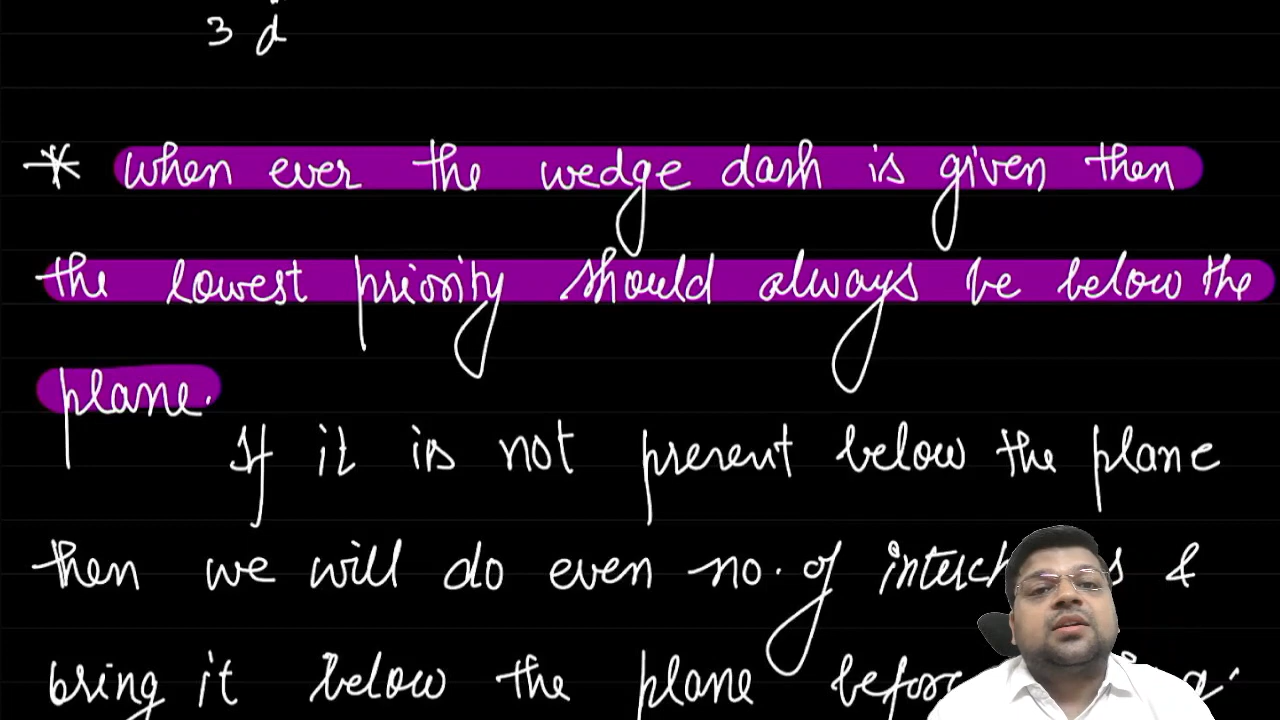 3 d
* when ever the wedge dash is given then
the lowest priority should always be below the
plane.
If it is not present below the plane
then we will do even no. of &
bring it below the plane